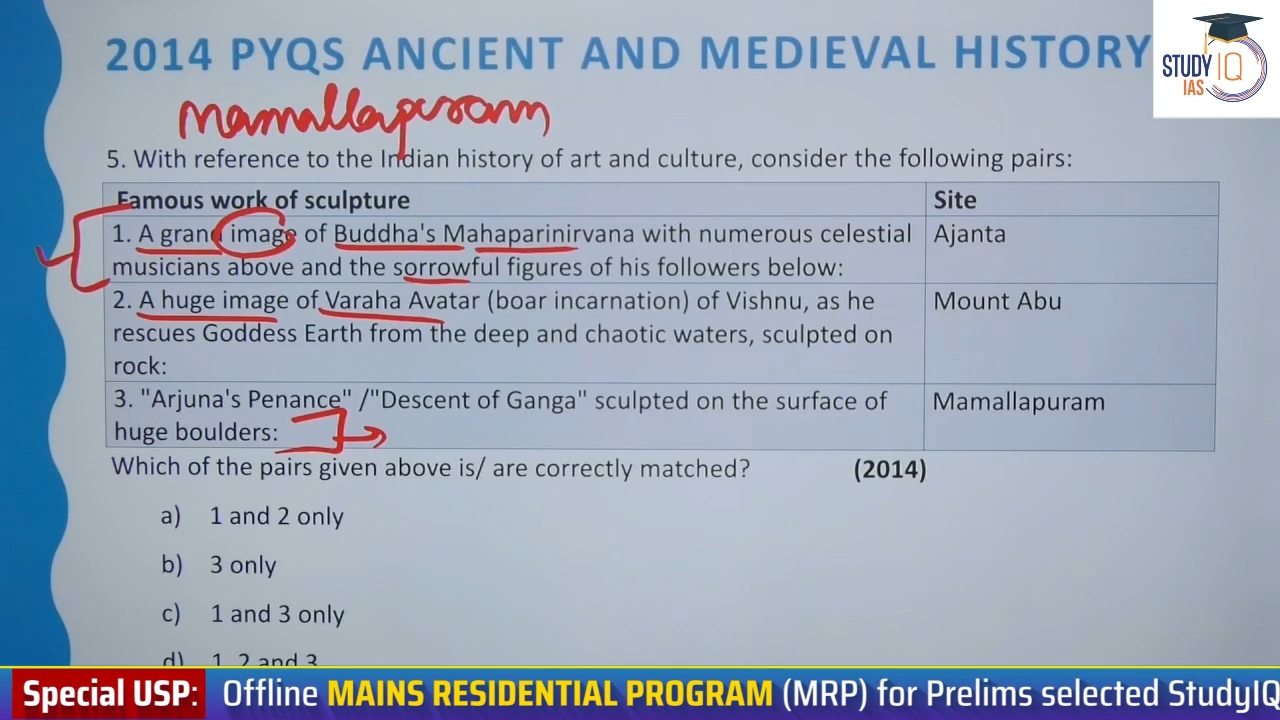 2014 PYQS ANCIENT AND MEDIEVAL HISTORY
STUDY IQ
IAS
Mamallapuram
5. With reference to the Indian history of art and culture, consider the following pairs:
Famous work of sculpture Site
1. A grand image of Buddha's Mahaparinirvana with numerous celestial Ajanta
musicians above and the sorrowful figures of his followers below:
2. A huge image of Varaha Avatar (boar incarnation) of Vishnu, as he Mount Abu
rescues Goddess Earth from the deep and chaotic waters, sculpted on
rock:
3. "Arjuna's Penance" /"Descent of Ganga" sculpted on the surface of Mamallapuram
huge boulders:
Which of the pairs given above is/ are correctly matched? (2014)
a) 1 and 2 only
b) 3 only
c) 1 and 3 only
d) 1, 2 and 3
Special USP: Offline MAINS RESIDENTIAL PROGRAM (MRP) for Prelims selected StudyIQ